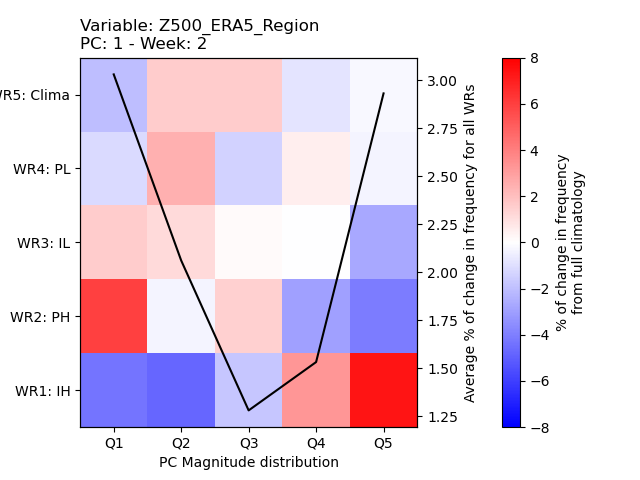 Variable: Z500_ERA5_Region
PC: 1 - Week: 2
WR5: Clima
WR4: PL
WR3: IL
WR2: PH
WR1: IH
Q1 Q2 Q3 Q4 Q5
PC Magnitude distribution
3.00
2.75
2.50
2.25
2.00
1.75
1.50
1.25
Average % of change in frequency for all WRs
8
6
4
2
0
−2
−4
−6
−8
% of change in frequency
from full climatology